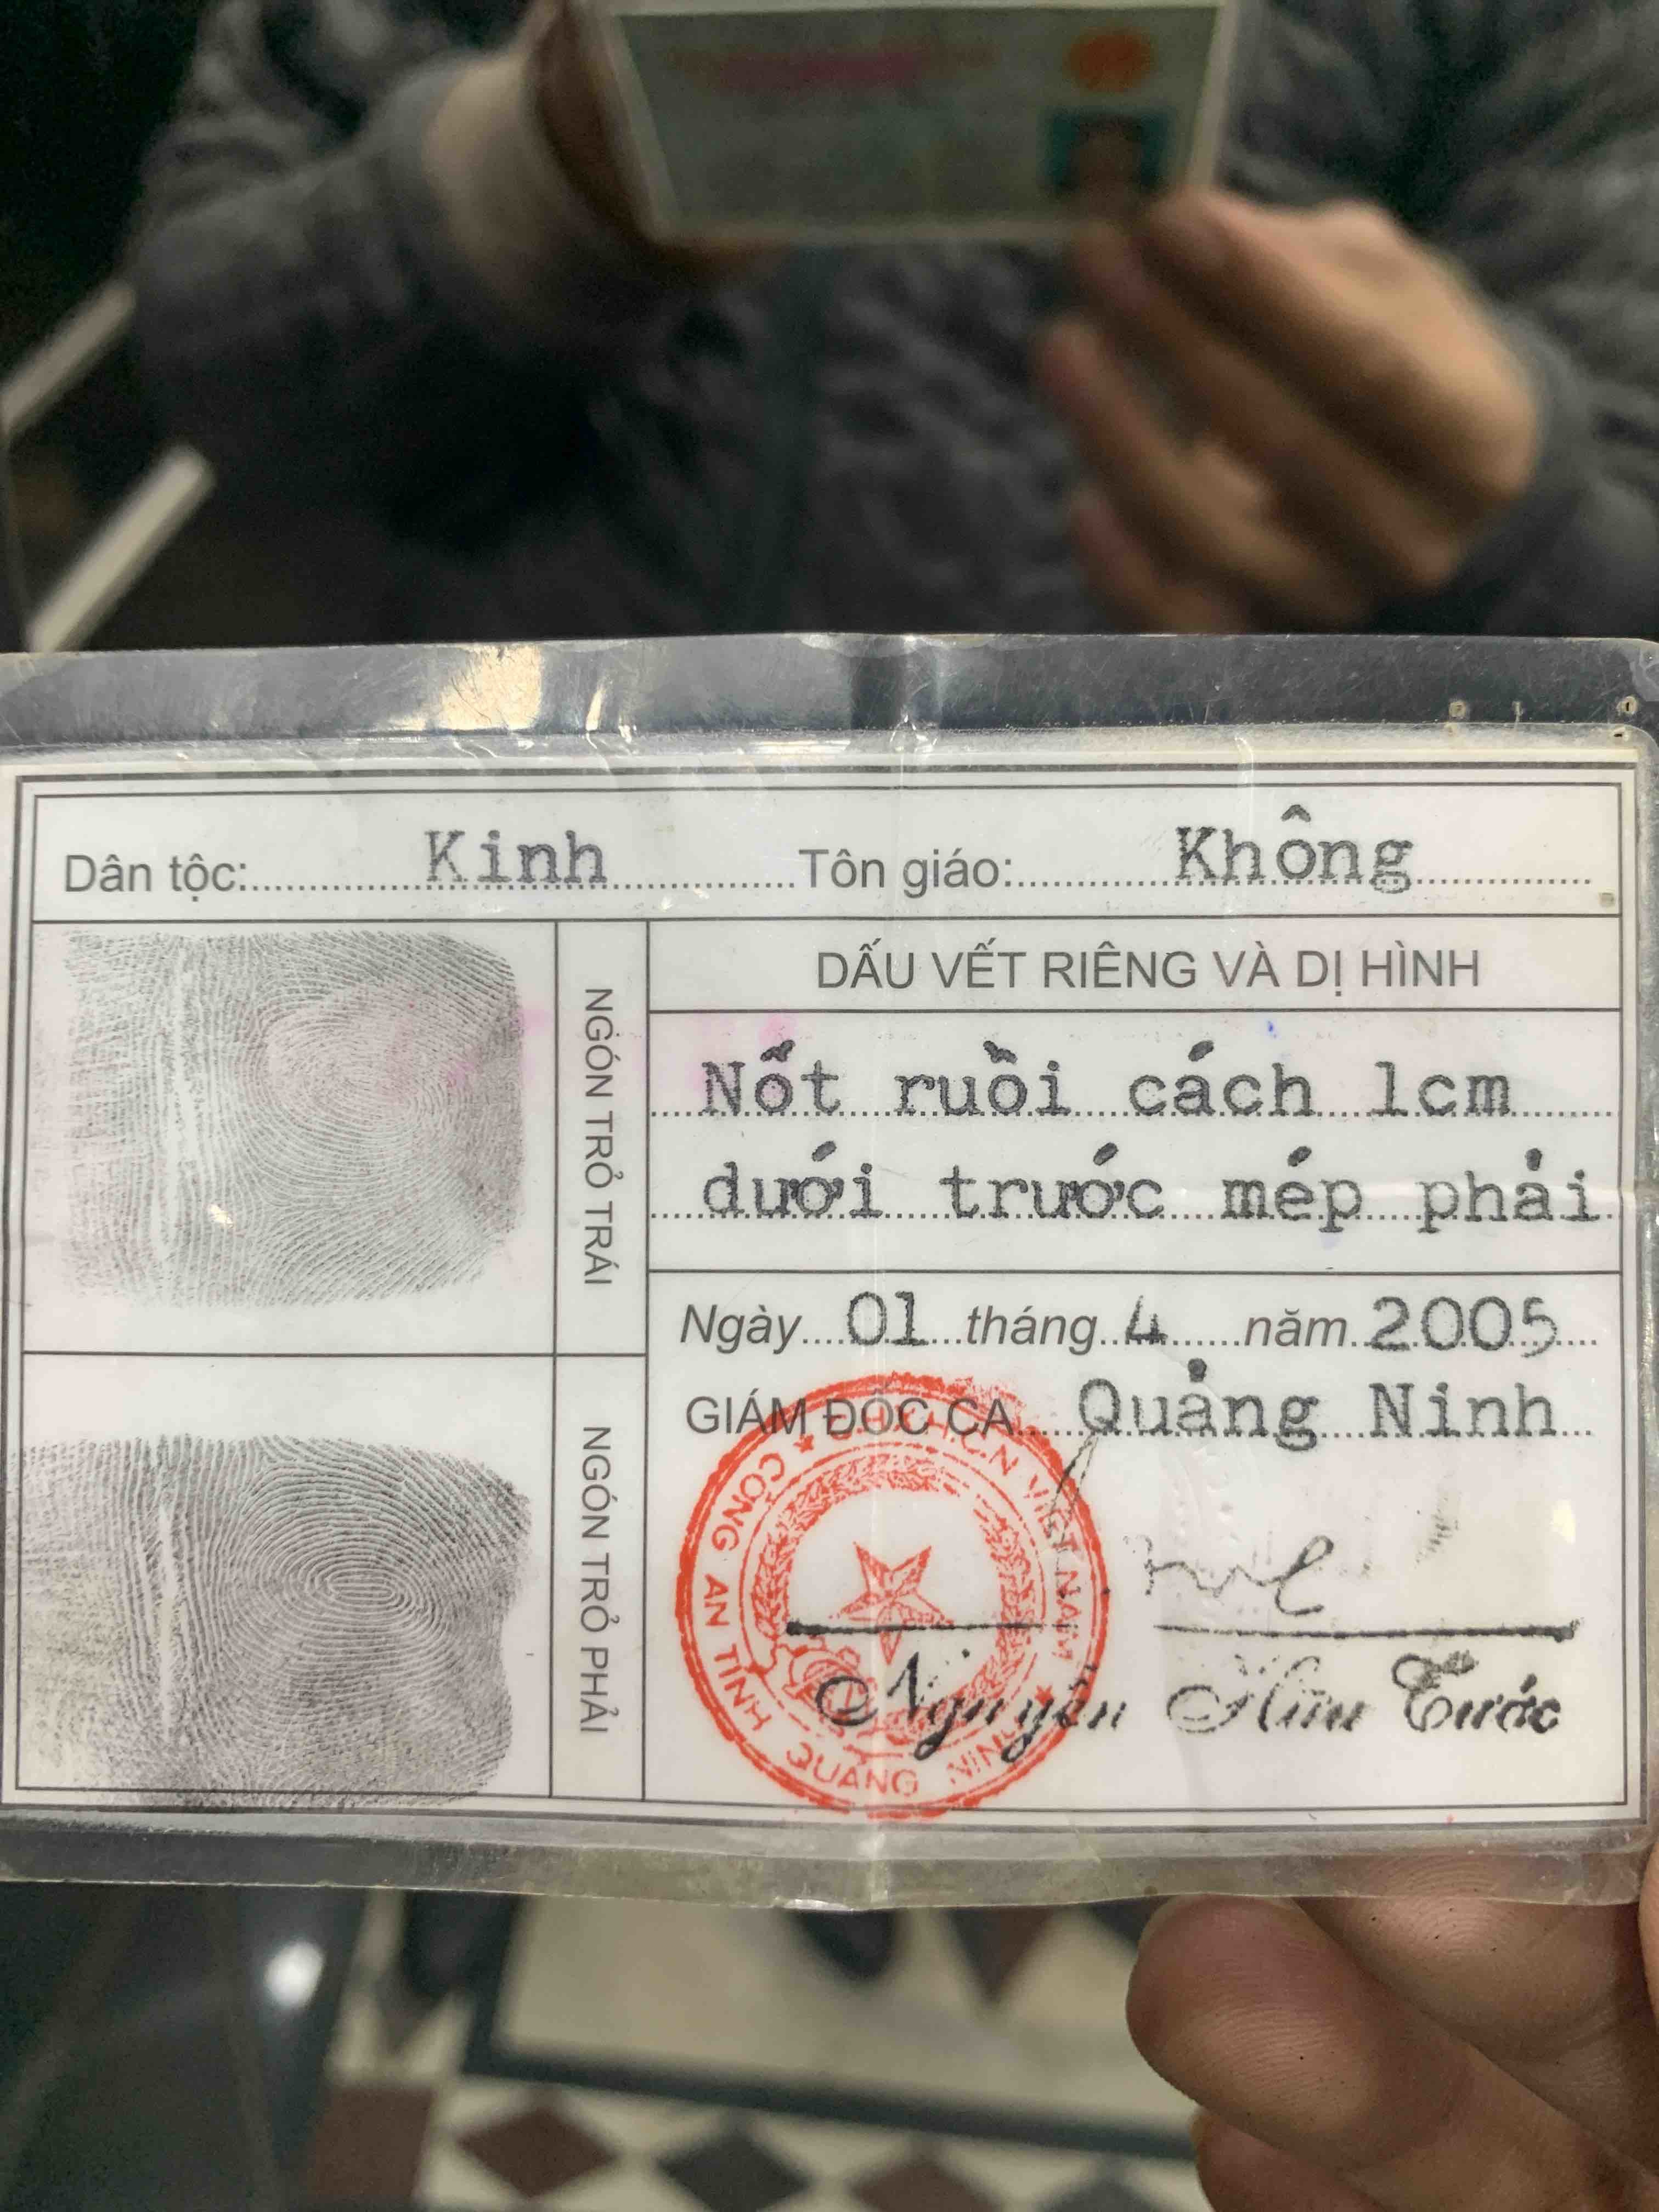 Dân tộc: Kinh Tôn giáo: Không
NGÓN TRỎ TRÁI
DẤU VẾT RIÊNG VÀ DỊ HÌNH
Nốt ruồi cách 1cm
dưới trước mép phải
Ngày 01 tháng 4 năm 2005
GIÁM ĐỐC CA Quảng Ninh
NGÓN TRỎ PHẢI
CÔNG AN TỈNH QUẢNG NINH
VIỆT NAM
Nguyễn Hữu Tước